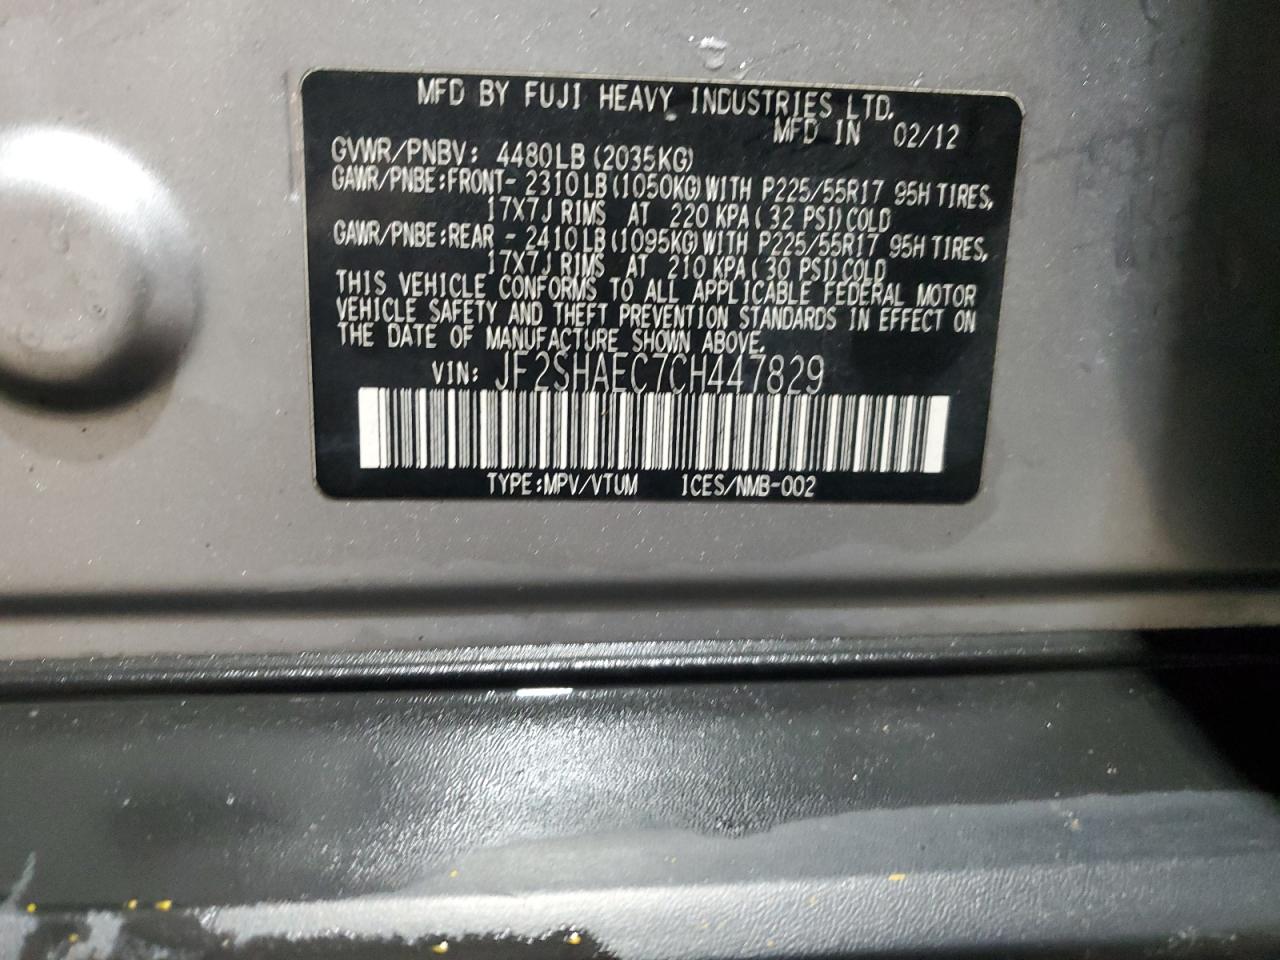 MFD BY FUJI HEAVY INDUSTRIES LTD.
MFD IN 02/12
GVWR/PNBV: 4480LB (2035KG)
GAWR/PNBE:FRONT- 2310LB (1050KG) WITH P225/55R17 95H TIRES,
17X7J RIMS AT 220 KPA ( 32 PSI) COLD
GAWR/PNBE:REAR - 2410LB (1095KG) WITH P225/55R17 95H TIRES,
17X7J RIMS AT 210 KPA ( 30 PSI) COLD
THIS VEHICLE CONFORMS TO ALL APPLICABLE FEDERAL MOTOR
VEHICLE SAFETY AND THEFT PREVENTION STANDARDS IN EFFECT ON
THE DATE OF MANUFACTURE SHOWN ABOVE.
VIN: JF2SHAEC7CH447829
TYPE:MPV/VTUM ICES/NMB-002